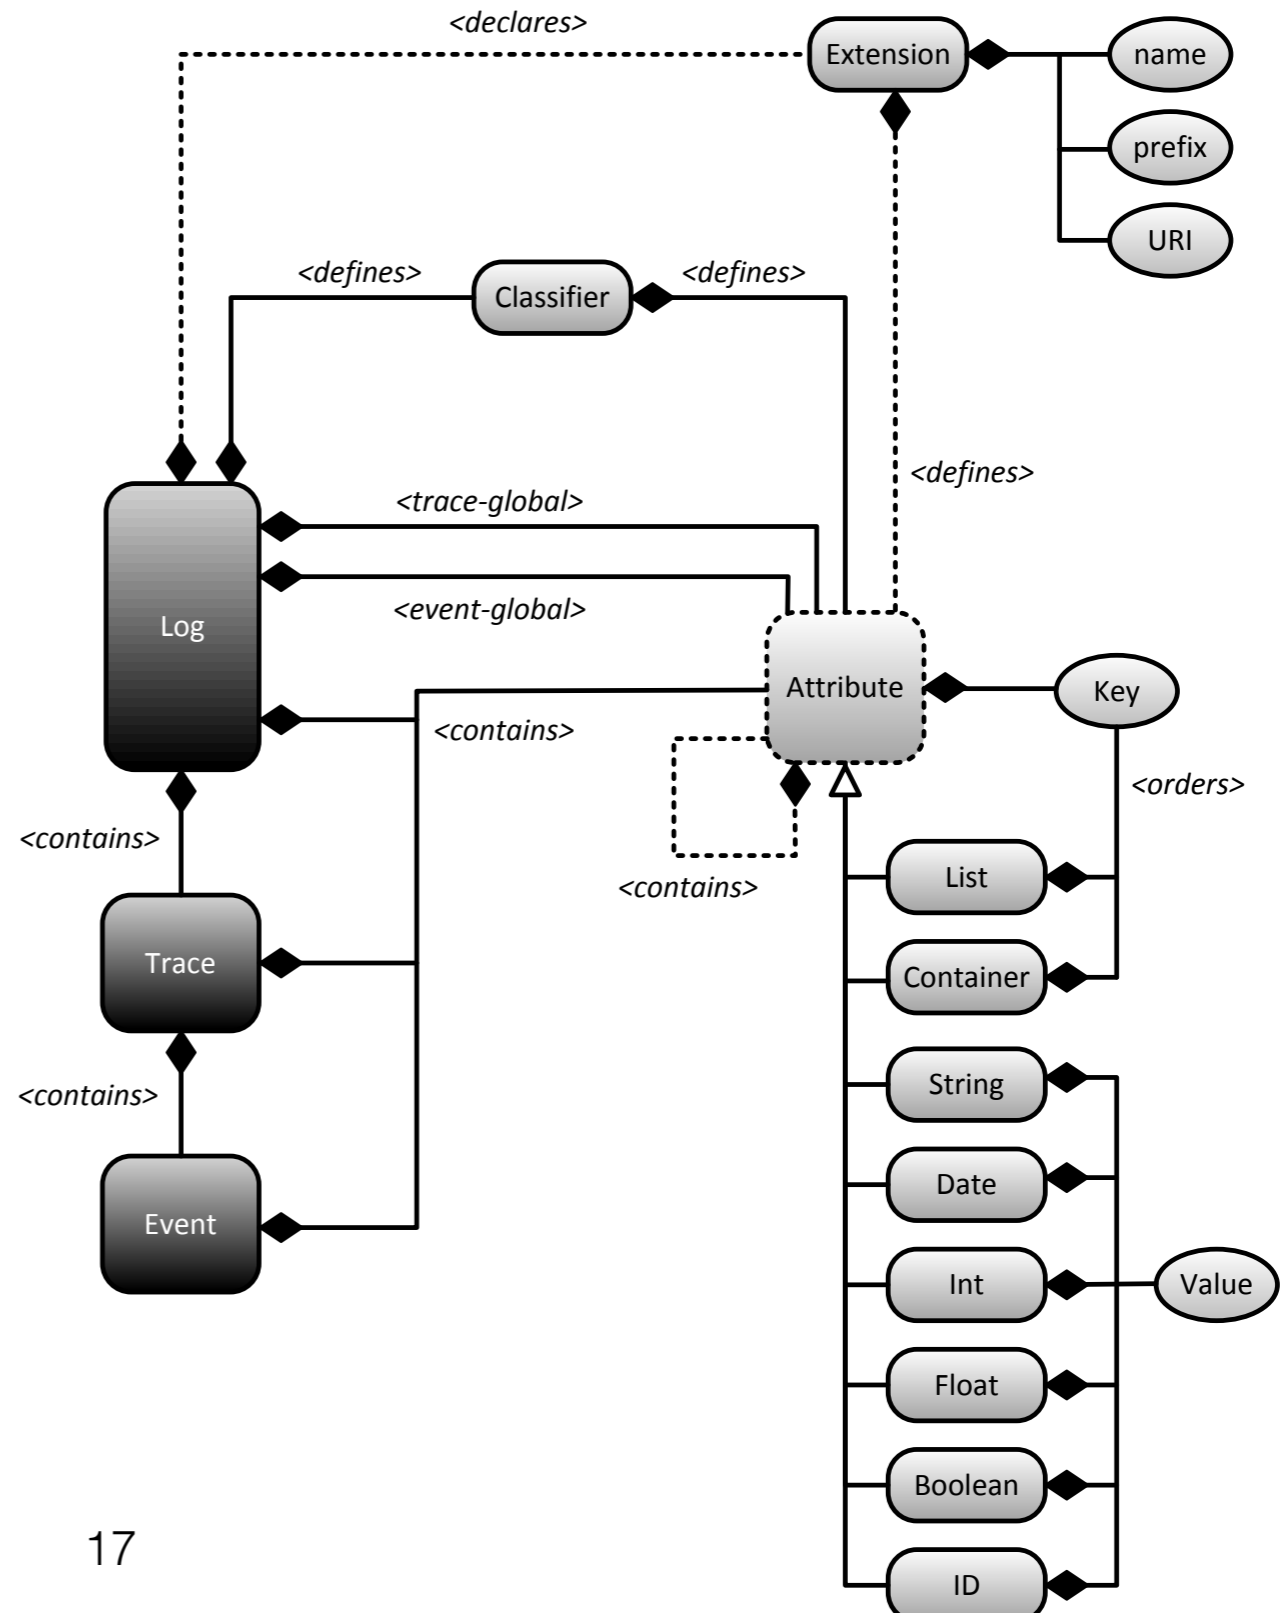 <declares>
Extension
name
prefix
URI
<defines>
Classifier
<defines>
<defines>
<trace-global>
<event-global>
Log
Attribute
Key
<contains>
<orders>
<contains>
List
<contains>
Trace
Container
String
<contains>
Date
Event
Int
Value
Float
Boolean
17
ID